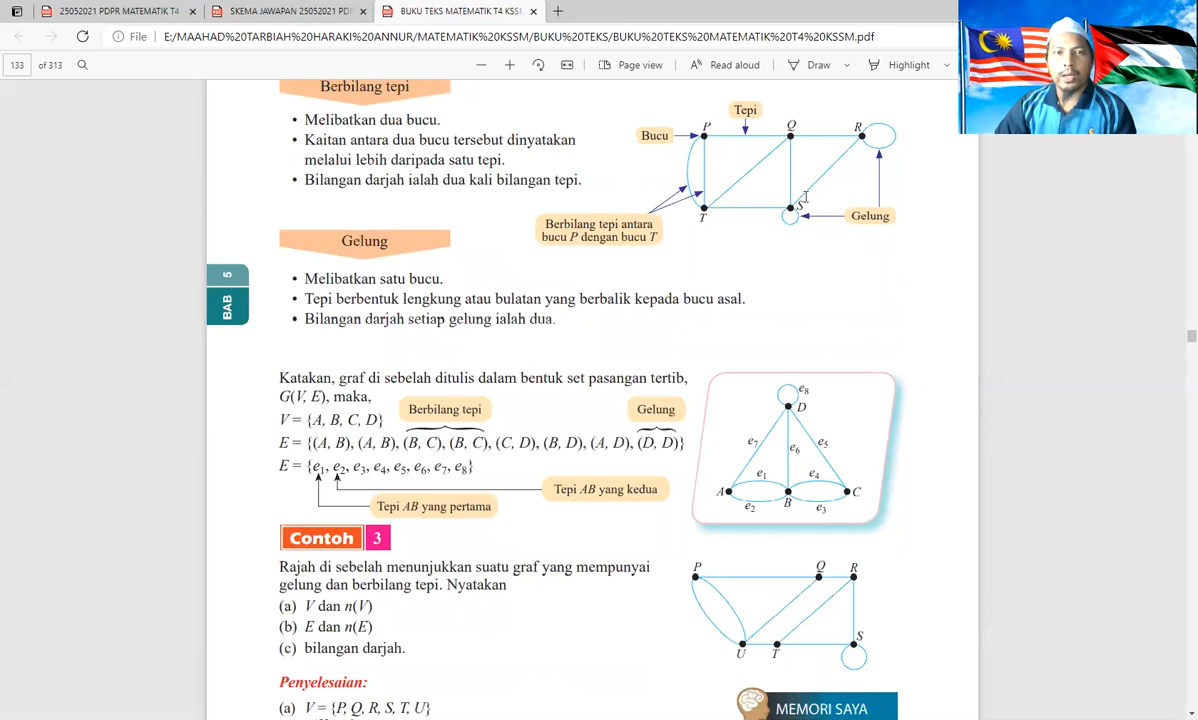 25052021 PDPR MATEMATIK T4
SKEMA JAWAPAN 25052021 PDP
BUKU TEKS MATEMATIK T4 KSS
File
E:/MAAHAD%20TARBIAH%20HARAKI%20ANNUR/MATEMATIK%20KSSM/BUKU%20TEKS/BUKU%20TEKS%20MATEMATIK%20T4%20KSSM.pdf
133 of 313
Page view
Read aloud
Draw
Highlight
Berbilang tepi
• Melibatkan dua bucu.
• Kaitan antara dua bucu tersebut dinyatakan
melalui lebih daripada satu tepi.
• Bilangan darjah ialah dua kali bilangan tepi.
Tepi
Bucu
P
Q
R
T
S
Berbilang tepi antara
bucu P dengan bucu T
Gelung
Gelung
• Melibatkan satu bucu.
• Tepi berbentuk lengkung atau bulatan yang berbalik kepada bucu asal.
• Bilangan darjah setiap gelung ialah dua.
BAB 5
Katakan, graf di sebelah ditulis dalam bentuk set pasangan tertib,
G(V, E), maka,
Berbilang tepi
Gelung
V = {A, B, C, D}
E = {(A, B), (A, B), (B, C), (B, C), (C, D), (B, D), (A, D), (D, D)}
E = {e1, e2, e3, e4, e5, e6, e7, e8}
Tepi AB yang kedua
Tepi AB yang pertama
e8
D
e7
e6
e5
e1
e4
A
B
C
e2
e3
Contoh 3
Rajah di sebelah menunjukkan suatu graf yang mempunyai
gelung dan berbilang tepi. Nyatakan
(a) V dan n(V)
(b) E dan n(E)
(c) bilangan darjah.
P
Q
R
S
U
T
Penyelesaian:
(a) V = {P, Q, R, S, T, U}
MEMORI SAYA